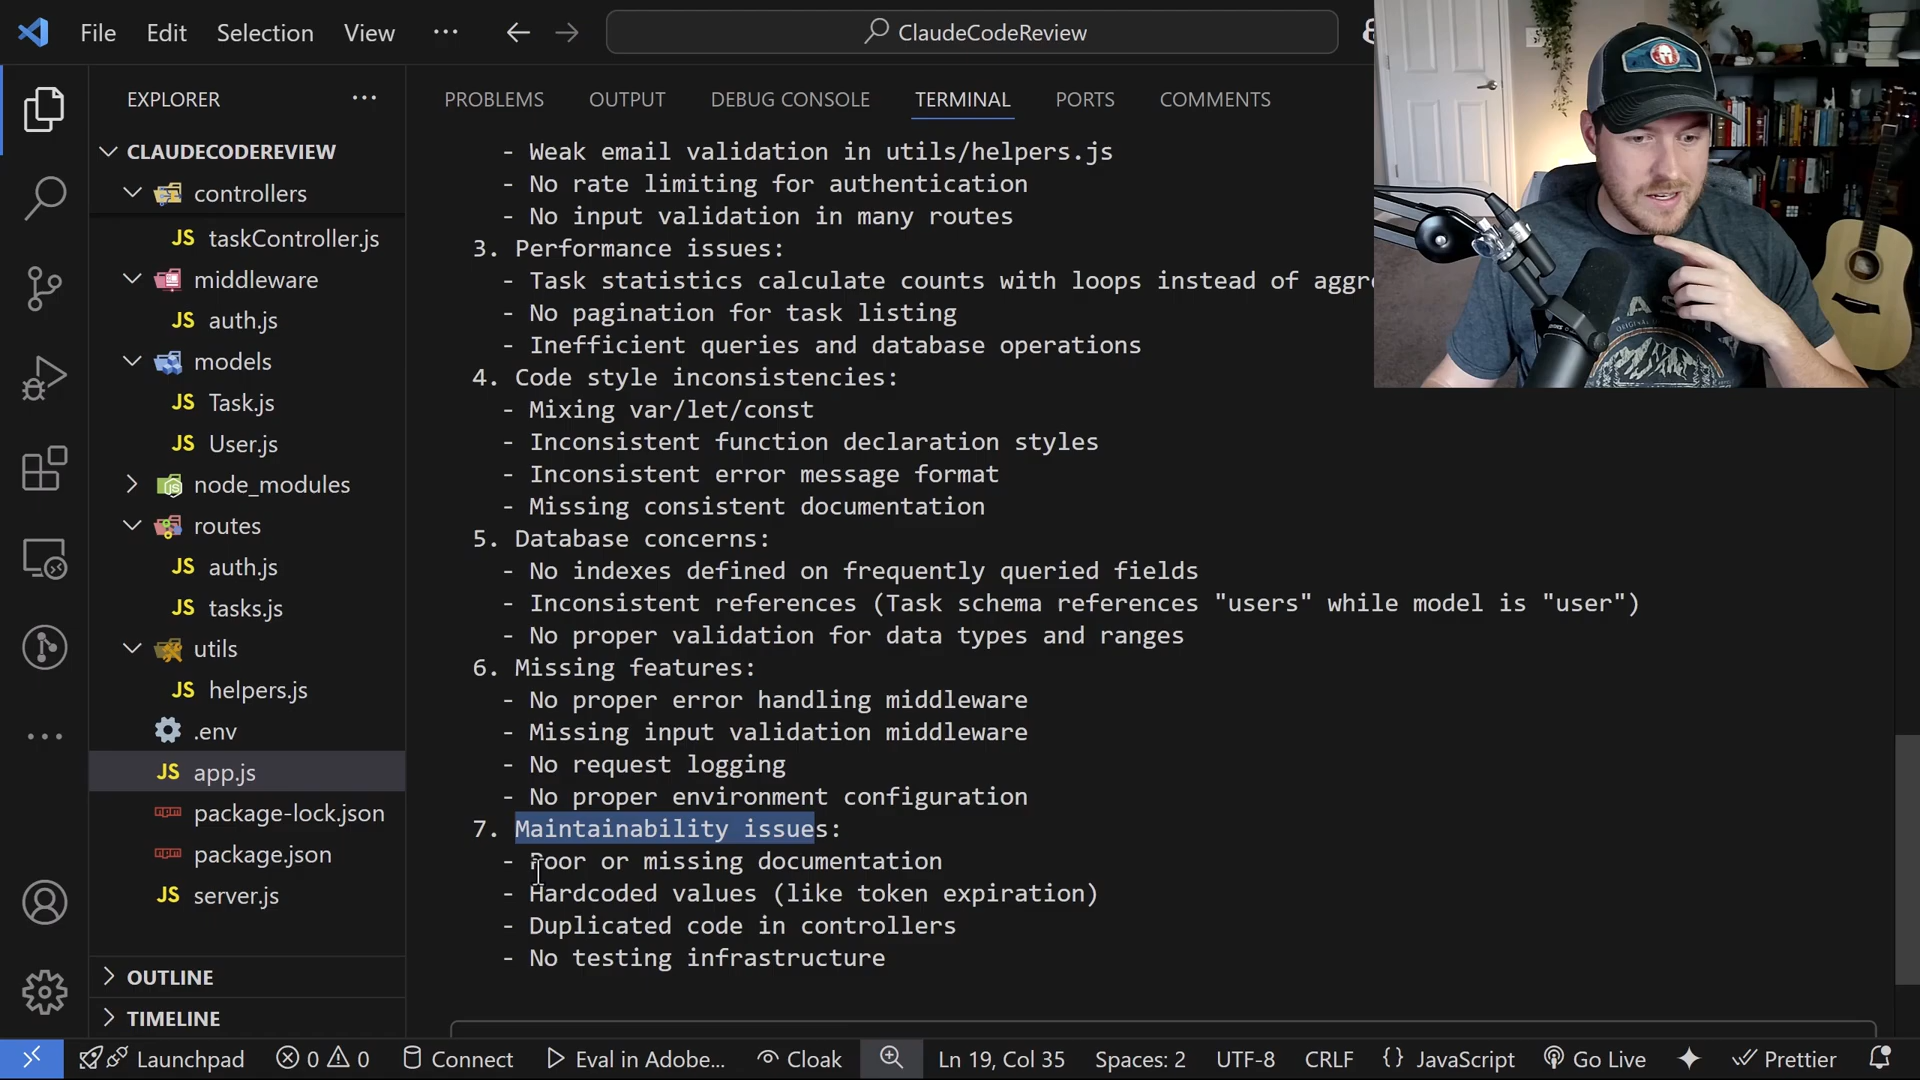 File Edit Selection View ··· ClaudeCodeReview
EXPLORER ···
CLAUDECODEREVIEW
controllers
JS taskController.js
middleware
JS auth.js
models
JS Task.js
JS User.js
node_modules
routes
JS auth.js
JS tasks.js
utils
JS helpers.js
.env
JS app.js
package-lock.json
package.json
JS server.js
OUTLINE
TIMELINE
PROBLEMS OUTPUT DEBUG CONSOLE TERMINAL PORTS COMMENTS
- Weak email validation in utils/helpers.js
- No rate limiting for authentication
- No input validation in many routes
3. Performance issues:
- Task statistics calculate counts with loops instead of aggre
- No pagination for task listing
- Inefficient queries and database operations
4. Code style inconsistencies:
- Mixing var/let/const
- Inconsistent function declaration styles
- Inconsistent error message format
- Missing consistent documentation
5. Database concerns:
- No indexes defined on frequently queried fields
- Inconsistent references (Task schema references "users" while model is "user")
- No proper validation for data types and ranges
6. Missing features:
- No proper error handling middleware
- Missing input validation middleware
- No request logging
- No proper environment configuration
7. Maintainability issues:
- Poor or missing documentation
- Hardcoded values (like token expiration)
- Duplicated code in controllers
- No testing infrastructure
Launchpad 0 0 Connect Eval in Adobe... Cloak Ln 19, Col 35 Spaces: 2 UTF-8 CRLF {} JavaScript Go Live Prettier